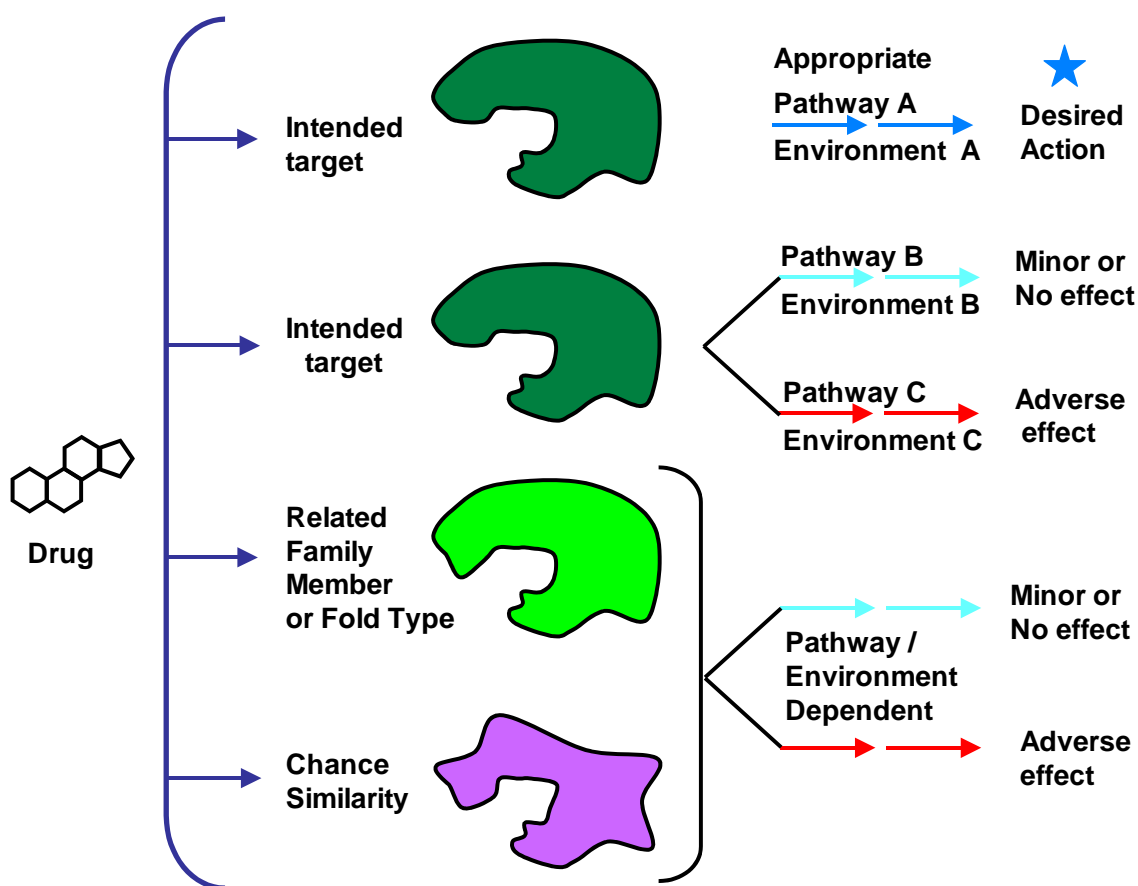 Intended
target
Appropriate
Pathway A
Environment A
Desired
Action
Intended
target
Pathway B
Environment B
Minor or
No effect
Pathway C
Environment C
Adverse
effect
Drug
Related
Family
Member
or Fold Type
Chance
Similarity
Pathway /
Environment
Dependent
Minor or
No effect
Adverse
effect